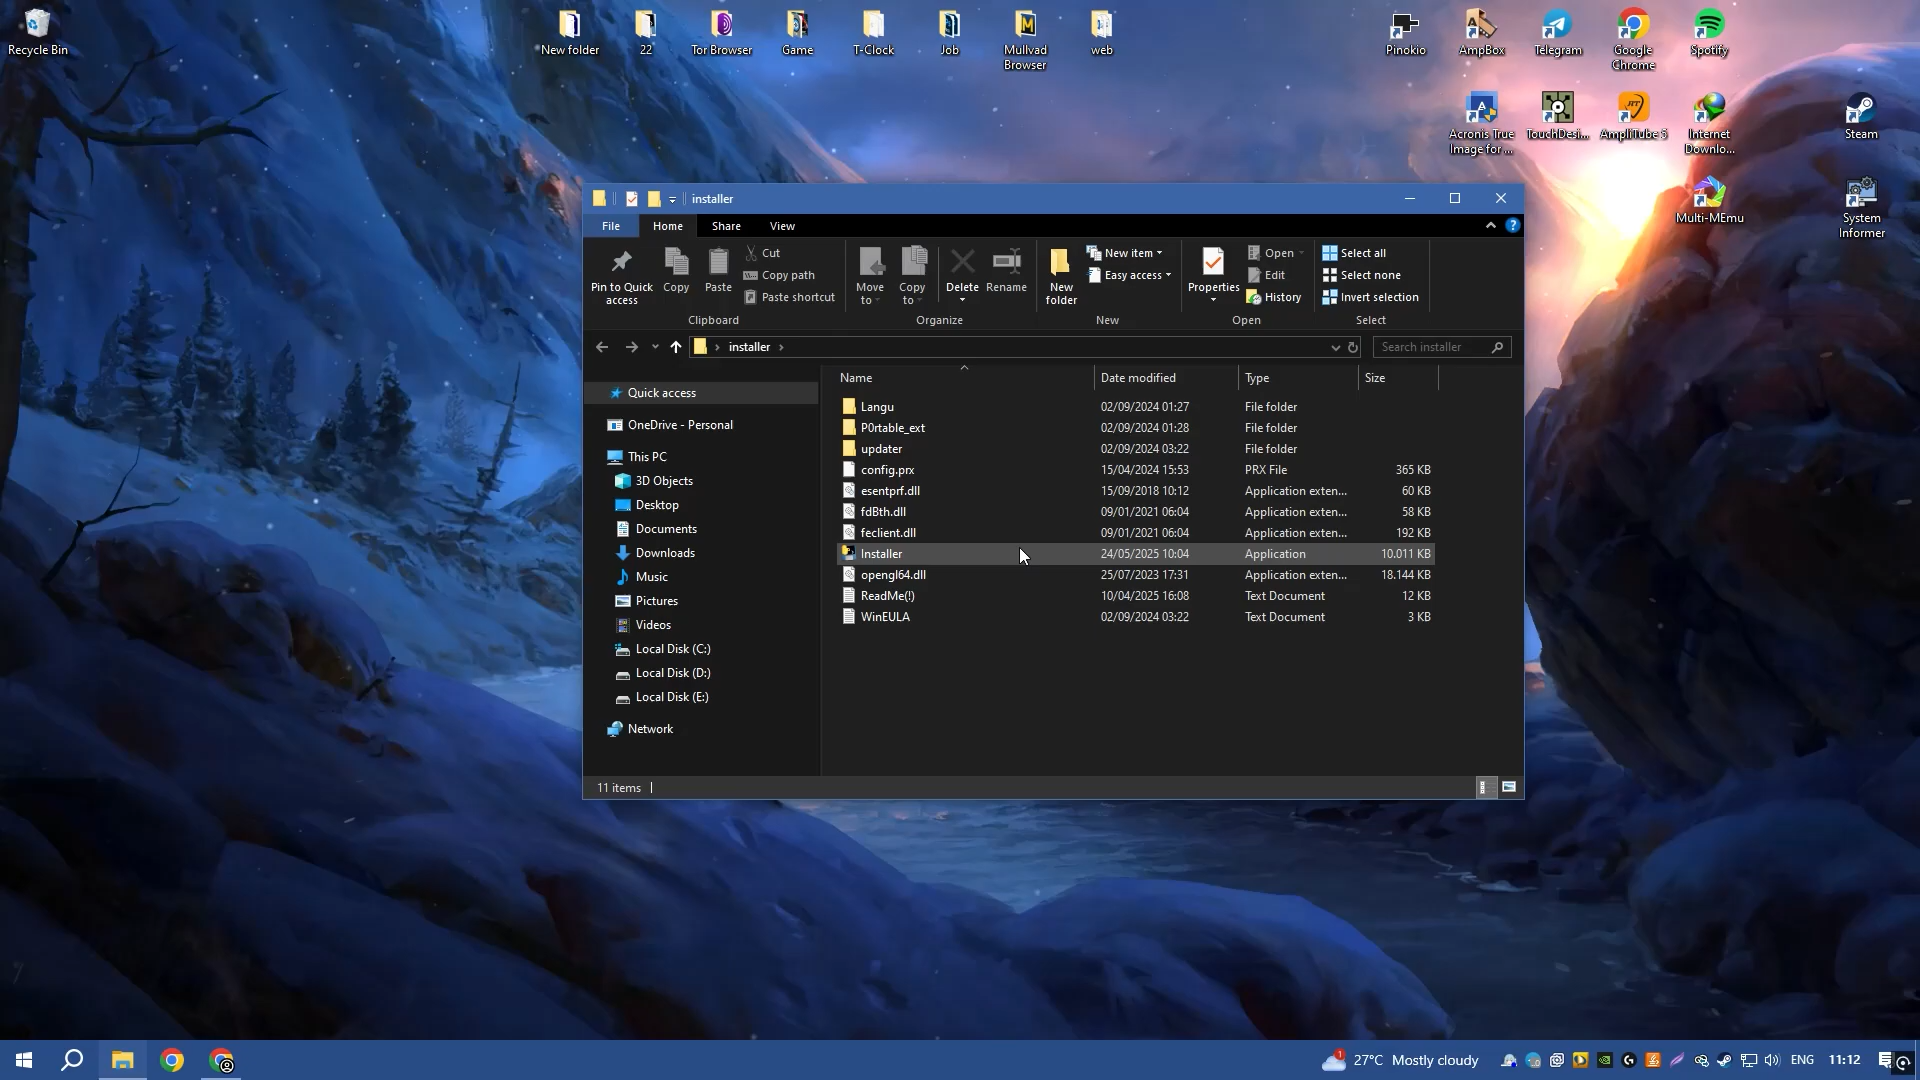 Recycle Bin
New folder
22
Tor Browser
Game
T-Clock
Job
Mullvad
Browser
web
Pinokio
AmpBox
Telegram
Google
Chrome
Spotify
Acronis True
Image for ...
TouchDesi...
AmpliTube 5
Internet
Downlo...
Steam
Multi-MEmu
System
Informer
installer
File
Home
Share
View
Pin to Quick
access
Copy
Paste
Cut
Copy path
Paste shortcut
Move
to
Copy
to
Delete
Rename
New
folder
New item
Easy access
Properties
Open
Edit
History
Select all
Select none
Invert selection
Clipboard
Organize
New
Open
Select
installer
Search installer
Quick access
OneDrive - Personal
This PC
3D Objects
Desktop
Documents
Downloads
Music
Pictures
Videos
Local Disk (C:)
Local Disk (D:)
Local Disk (E:)
Network
Name Date modified Type Size
Langu 02/09/2024 01:27 File folder
P0rtable_ext 02/09/2024 01:28 File folder
updater 02/09/2024 03:22 File folder
config.prx 15/04/2024 15:53 PRX File 365 KB
esentprf.dll 15/09/2018 10:12 Application exten... 60 KB
fdBth.dll 09/01/2021 06:04 Application exten... 58 KB
feclient.dll 09/01/2021 06:04 Application exten... 192 KB
Installer 24/05/2025 10:04 Application 10.011 KB
opengl64.dll 25/07/2023 17:31 Application exten... 18.144 KB
ReadMe(!) 10/04/2025 16:08 Text Document 12 KB
WinEULA 02/09/2024 03:22 Text Document 3 KB
11 items
1
27°C Mostly cloudy
ENG
11:12